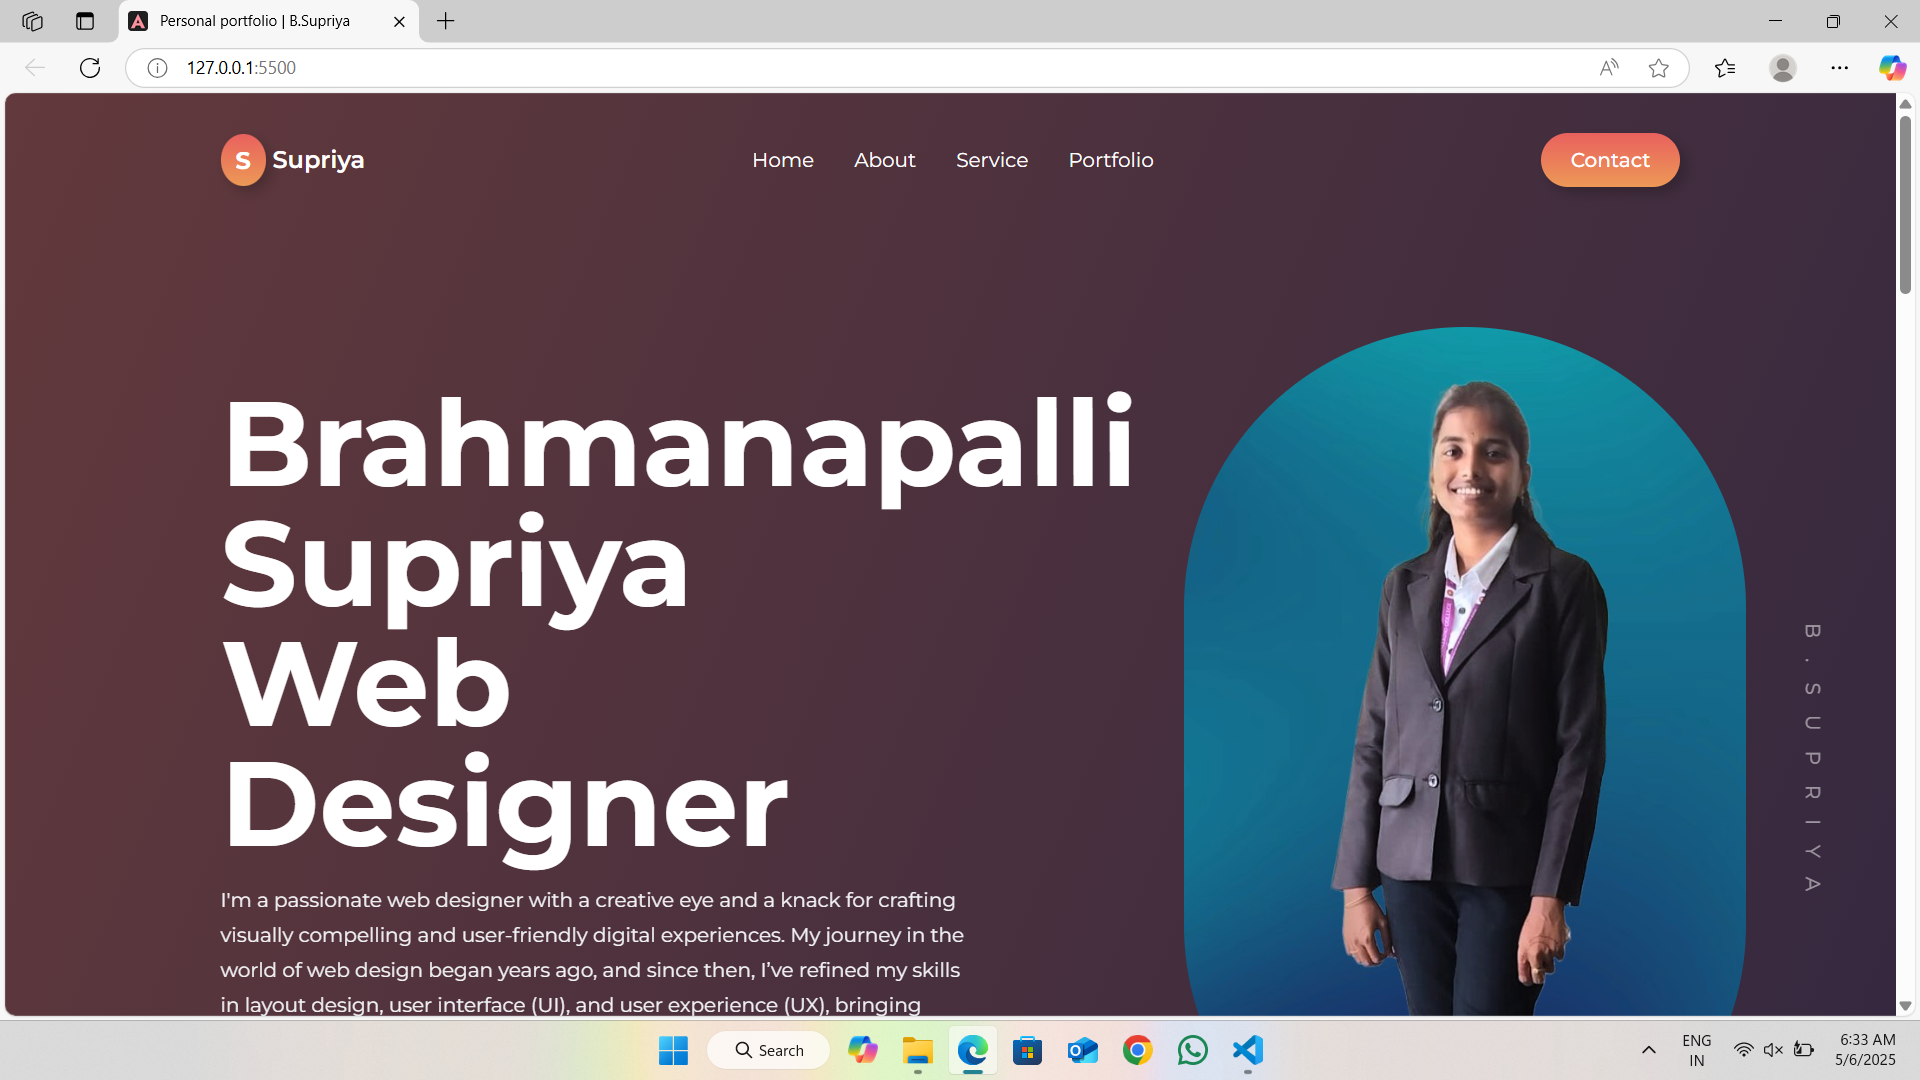 Personal portfolio | B.Supriya
127.0.0.1:5500
S Supriya
Home About Service Portfolio
Contact
Brahmanapalli
Supriya
Web
Designer
I'm a passionate web designer with a creative eye and a knack for crafting
visually compelling and user-friendly digital experiences. My journey in the
world of web design began years ago, and since then, I’ve refined my skills
in layout design, user interface (UI), and user experience (UX), bringing
B.SUPRIYA
Search
ENG
IN
6:33 AM
5/6/2025